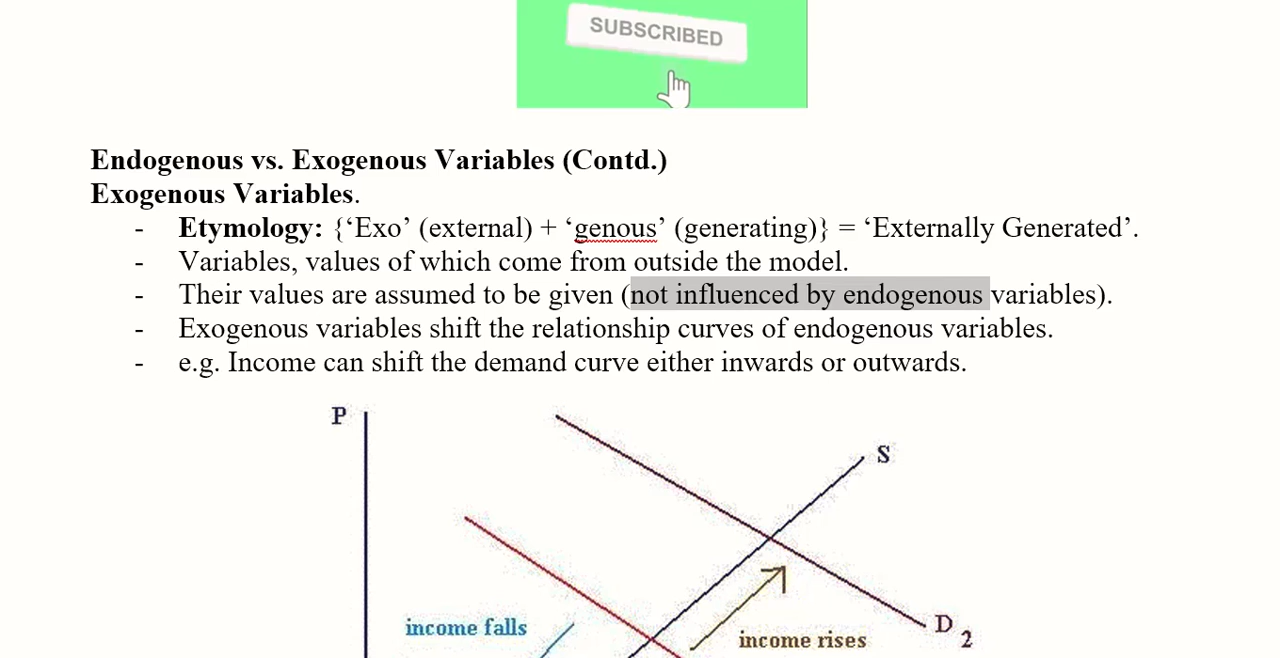 SUBSCRIBED
Endogenous vs. Exogenous Variables (Contd.)
Exogenous Variables.
- Etymology: {‘Exo’ (external) + ‘genous’ (generating)} = ‘Externally Generated’.
- Variables, values of which come from outside the model.
- Their values are assumed to be given (not influenced by endogenous variables).
- Exogenous variables shift the relationship curves of endogenous variables.
- e.g. Income can shift the demand curve either inwards or outwards.
P
S
income falls
D 2
income rises